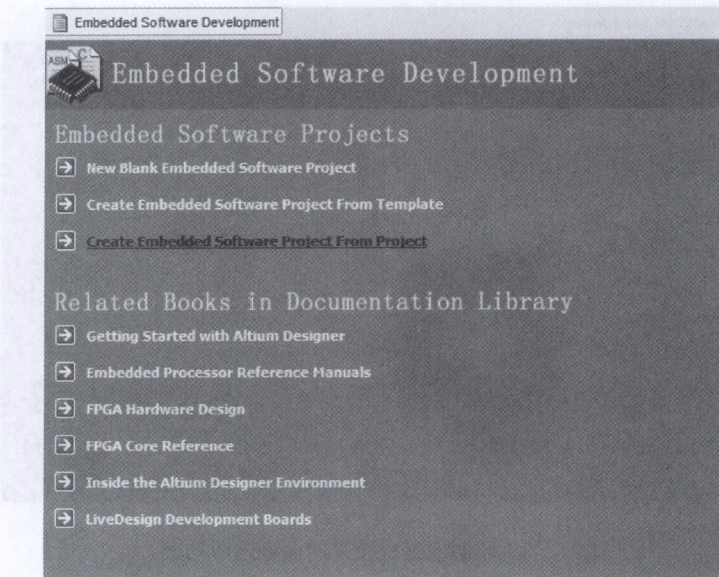 Embedded Software Development
ASM C
Embedded Software Development
Embedded Software Projects
New Blank Embedded Software Project
Create Embedded Software Project From Template
Create Embedded Software Project From Project
Related Books in Documentation Library
Getting Started with Altium Designer
Embedded Processor Reference Manuals
FPGA Hardware Design
FPGA Core Reference
Inside the Altium Designer Environment
LiveDesign Development Boards